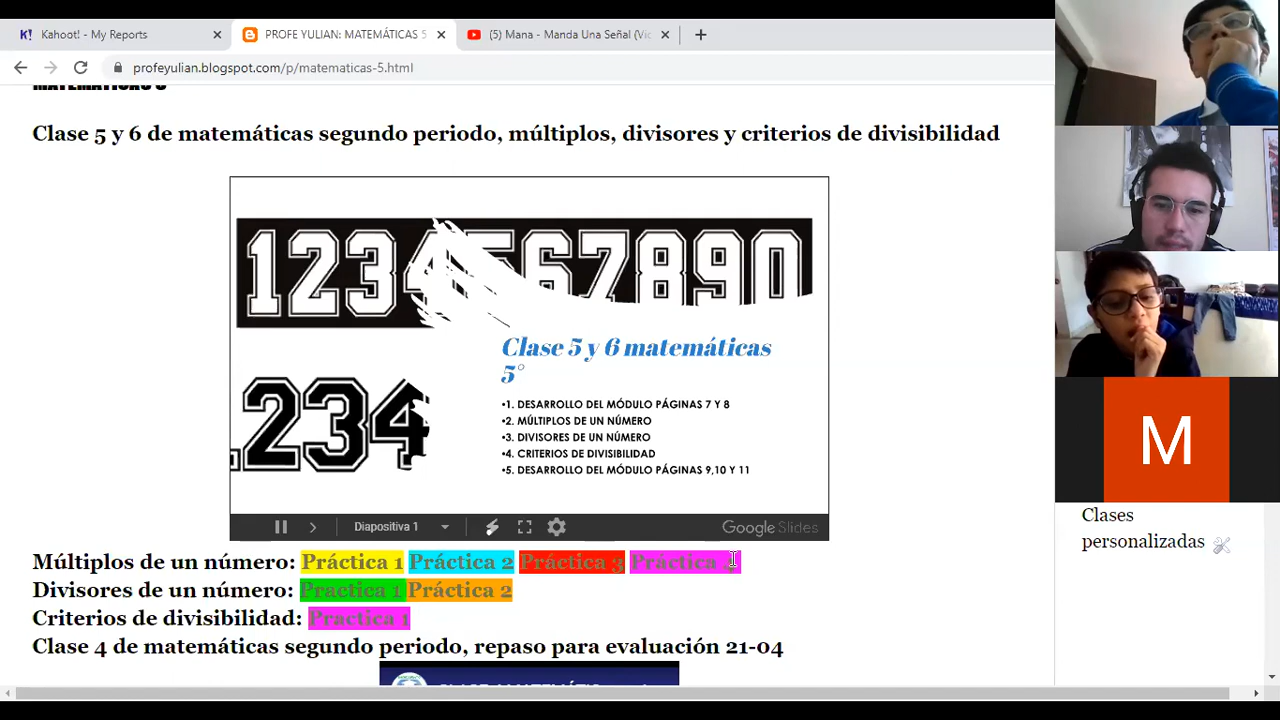 Kahoot! - My Reports
PROFE YULIAN: MATEMÁTICAS 5
(5) Mana - Manda Una Señal (Vic
profeyulian.blogspot.com/p/matematicas-5.html
Clase 5 y 6 de matemáticas segundo periodo, múltiplos, divisores y criterios de divisibilidad
1234567890
Clase 5 y 6 matemáticas
5°
234
•1. DESARROLLO DEL MÓDULO PÁGINAS 7 Y 8
•2. MÚLTIPLOS DE UN NÚMERO
•3. DIVISORES DE UN NÚMERO
•4. CRITERIOS DE DIVISIBILIDAD
•5. DESARROLLO DEL MÓDULO PÁGINAS 9,10 Y 11
Diapositiva 1
Google Slides
Múltiplos de un número: Práctica 1 Práctica 2 Práctica 3 Práctica
Divisores de un número: Practica 1 Práctica 2
Criterios de divisibilidad: Practica 1
Clase 4 de matemáticas segundo periodo, repaso para evaluación 21-04
M
Clases
personalizadas